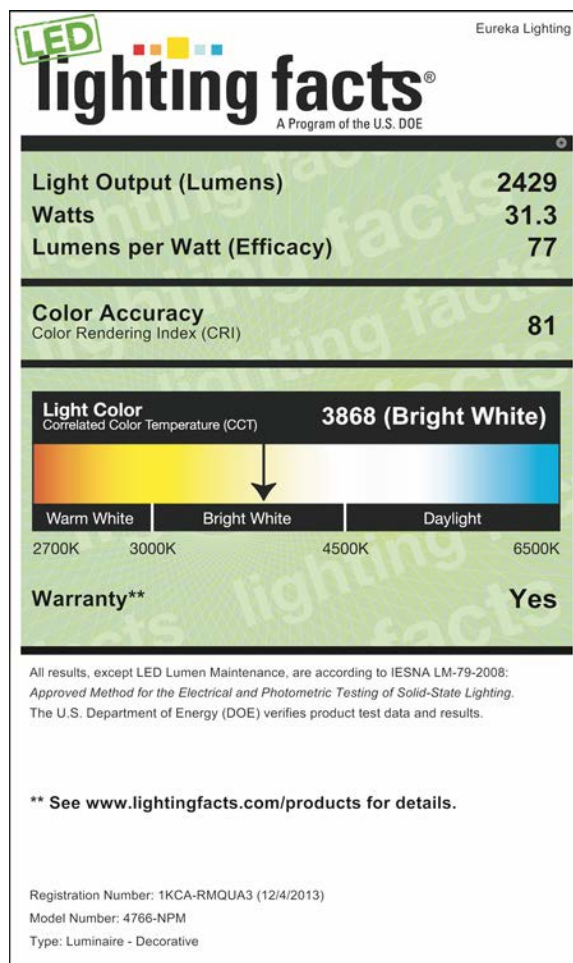 Eureka Lighting
LED
lighting facts®
A Program of the U.S. DOE
Light Output (Lumens) 2429
Watts 31.3
Lumens per Watt (Efficacy) 77
Color Accuracy
Color Rendering Index (CRI) 81
Light Color
Correlated Color Temperature (CCT) 3868 (Bright White)
Warm White Bright White Daylight
2700K 3000K 4500K 6500K
Warranty** Yes
All results, except LED Lumen Maintenance, are according to IESNA LM-79-2008:
Approved Method for the Electrical and Photometric Testing of Solid-State Lighting.
The U.S. Department of Energy (DOE) verifies product test data and results.
** See www.lightingfacts.com/products for details.
Registration Number: 1KCA-RMQUA3 (12/4/2013)
Model Number: 4766-NPM
Type: Luminaire - Decorative